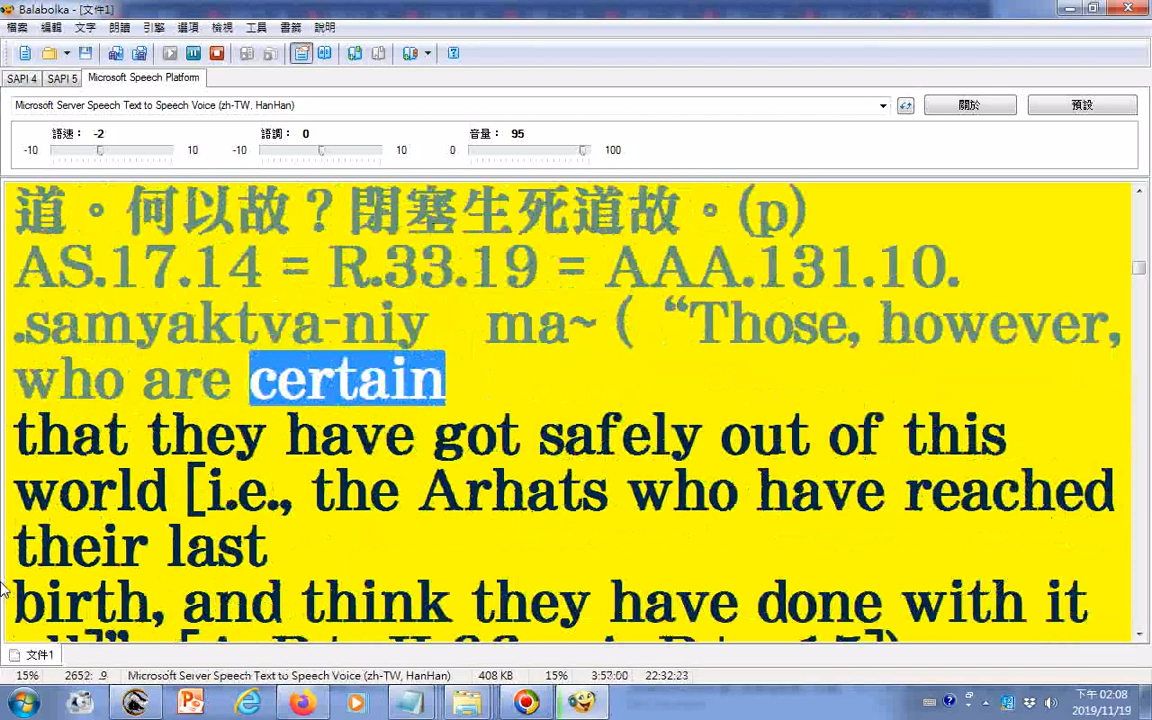 Balabolka - [文件1]
檔案 編輯 文字 朗讀 引擎 選項 檢視 工具 書籤 說明
SAPI 4 SAPI 5 Microsoft Speech Platform
Microsoft Server Speech Text to Speech Voice (zh-TW, HanHan)
關於 預設
語速： -2 語調： 0 音量： 95
-10 10 -10 10 0 100
道。何以故？閉塞生死道故。(p)
AS.17.14 = R.33.19 = AAA.131.10.
.samyaktva-niy ma~ ( “Those, however,
who are certain
that they have got safely out of this
world [i.e., the Arhats who have reached
their last
birth, and think they have done with it
文件1
15% 2652: 9 Microsoft Server Speech Text to Speech Voice (zh-TW, HanHan) 408 KB 15% 3:57:00 22:32:23
下午 02:08
2019/11/19